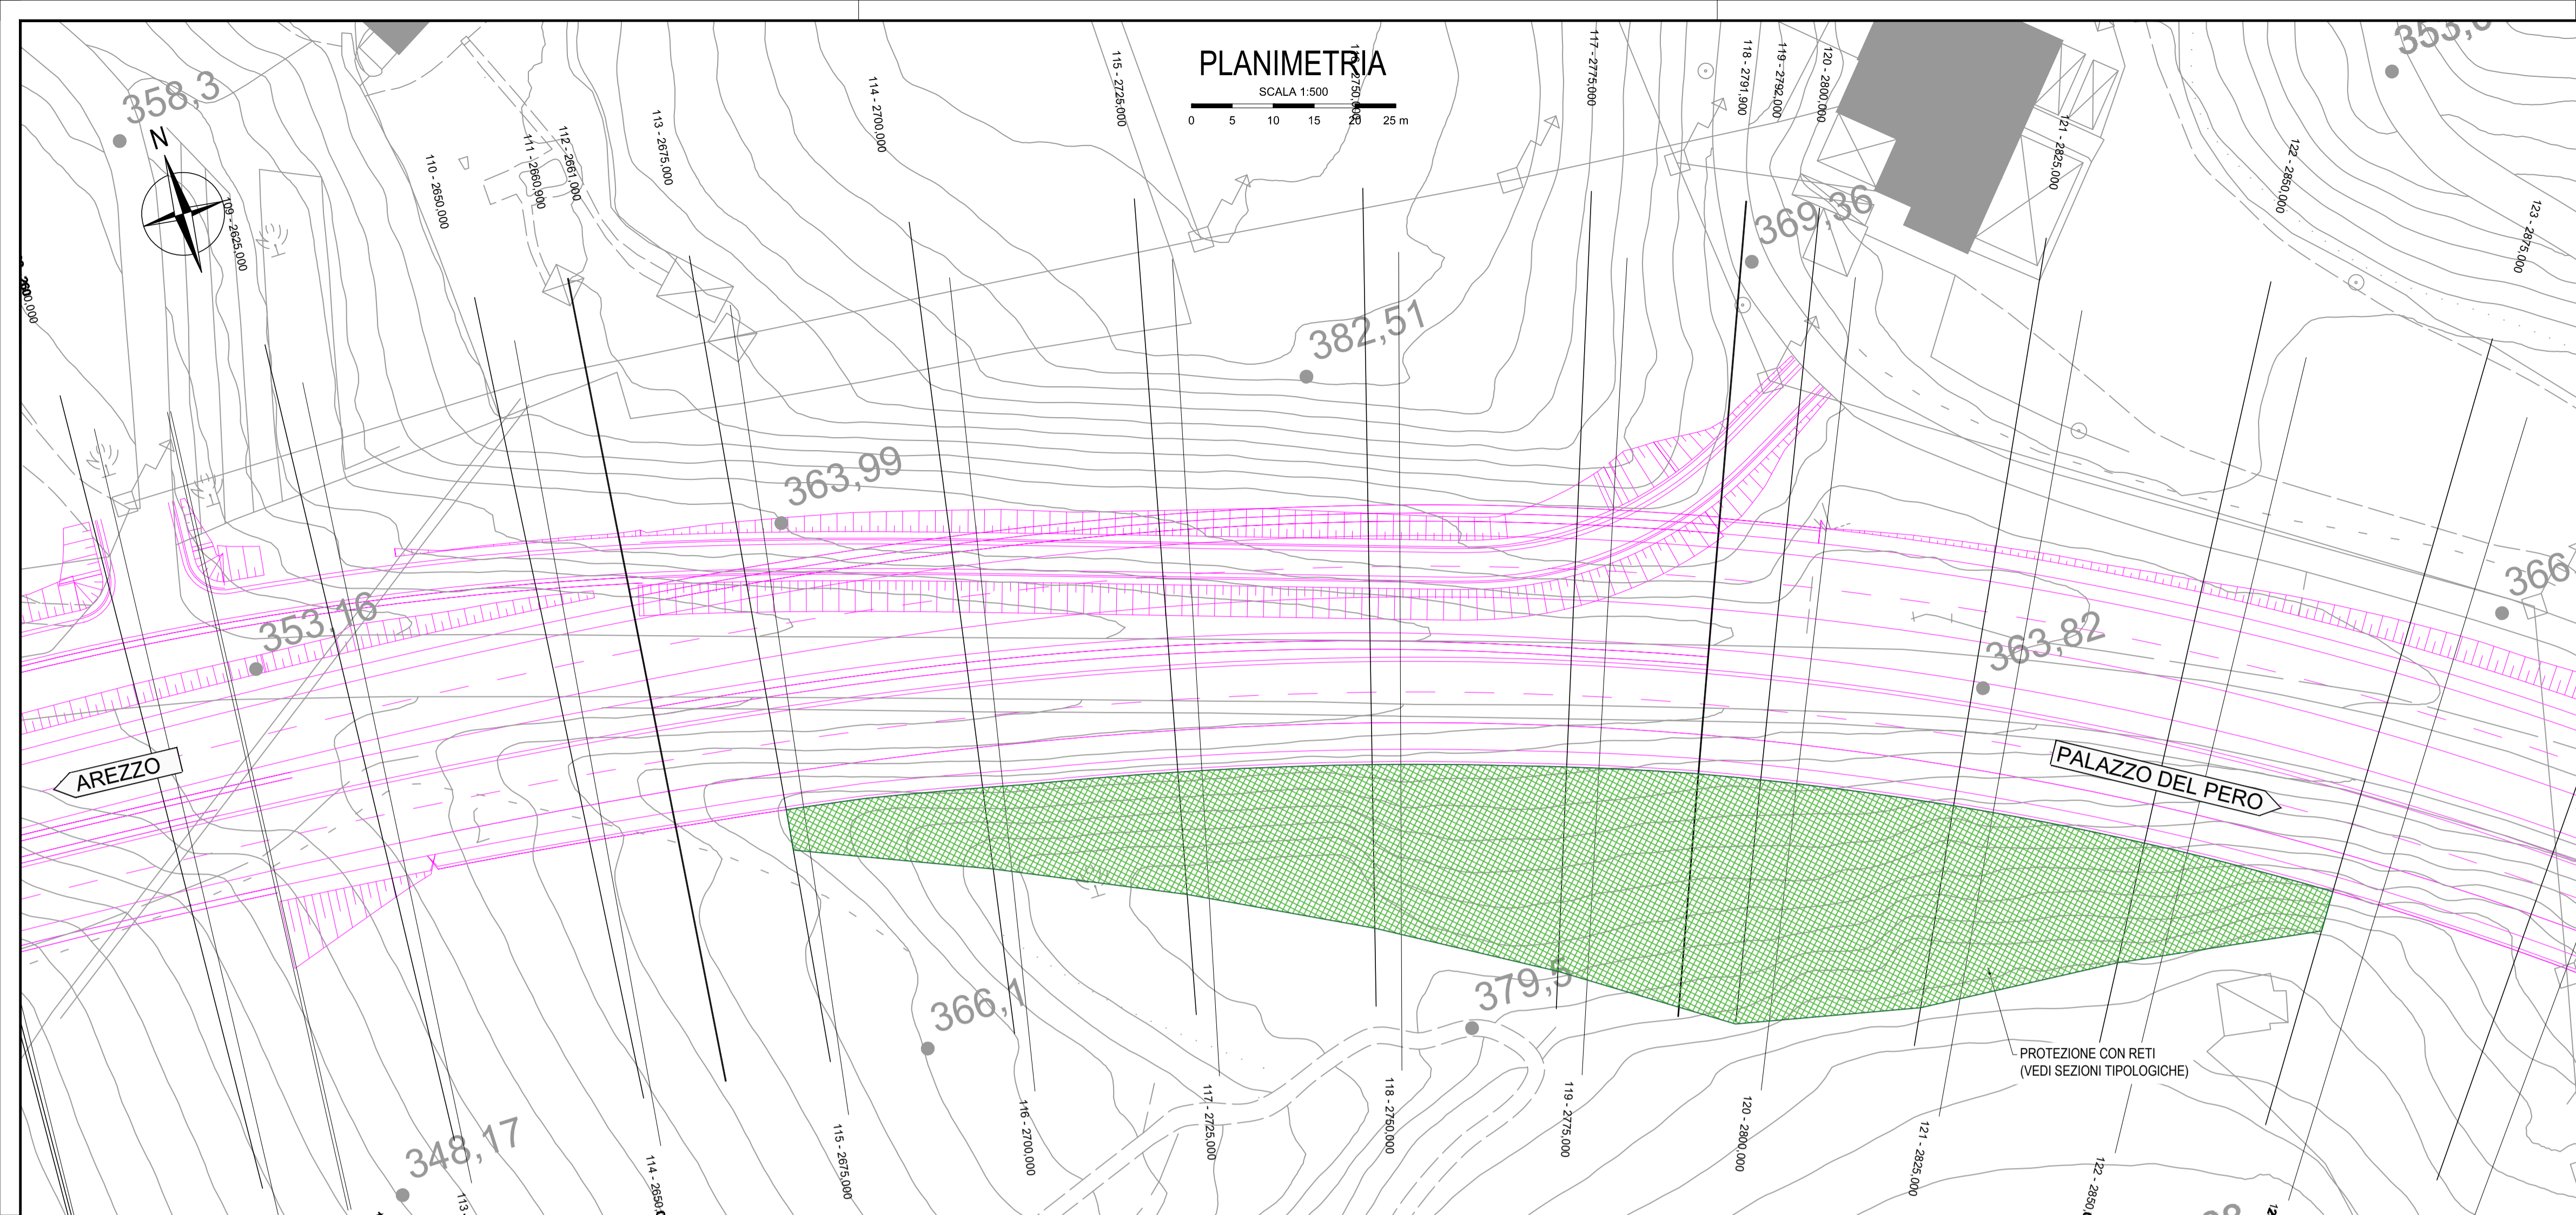 PLANIMETRIA
SCALA 1:500
0 5 10 15 20 25 m
N
358,3
369,36
382,51
363,99
353,16
363,82
366,1
379,5
348,17
109 - 2625,000
110 - 2650,000
111 - 2660,900
112 - 2661,000
113 - 2675,000
114 - 2700,000
115 - 2725,000
117 - 2775,000
118 - 2791,900
119 - 2792,000
120 - 2800,000
121 - 2825,000
122 - 2850,000
123 - 2875,000
AREZZO
PALAZZO DEL PERO
PROTEZIONE CON RETI
(VEDI SEZIONI TIPOLOGICHE)
115 - 2675,000
116 - 2700,000
117 - 2725,000
118 - 2750,000
119 - 2775,000
120 - 2800,000
121 - 2825,000